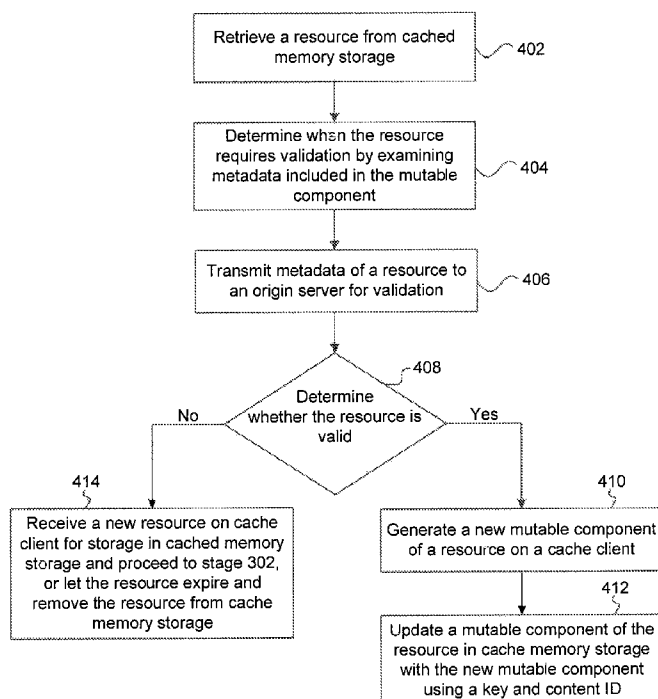 Retrieve a resource from cached
memory storage
402
Determine when the resource
requires validation by examining
metadata included in the mutable
component
404
Transmit metadata of a resource to
an origin server for validation
406
408
Determine
whether the resource is
valid
No
Yes
414
Receive a new resource on cache
client for storage in cached memory
storage and proceed to stage 302,
or let the resource expire and
remove the resource from cache
memory storage
410
Generate a new mutable component
of a resource on a cache client
412
Update a mutable component of the
resource in cache memory storage
with the new mutable component
using a key and content ID